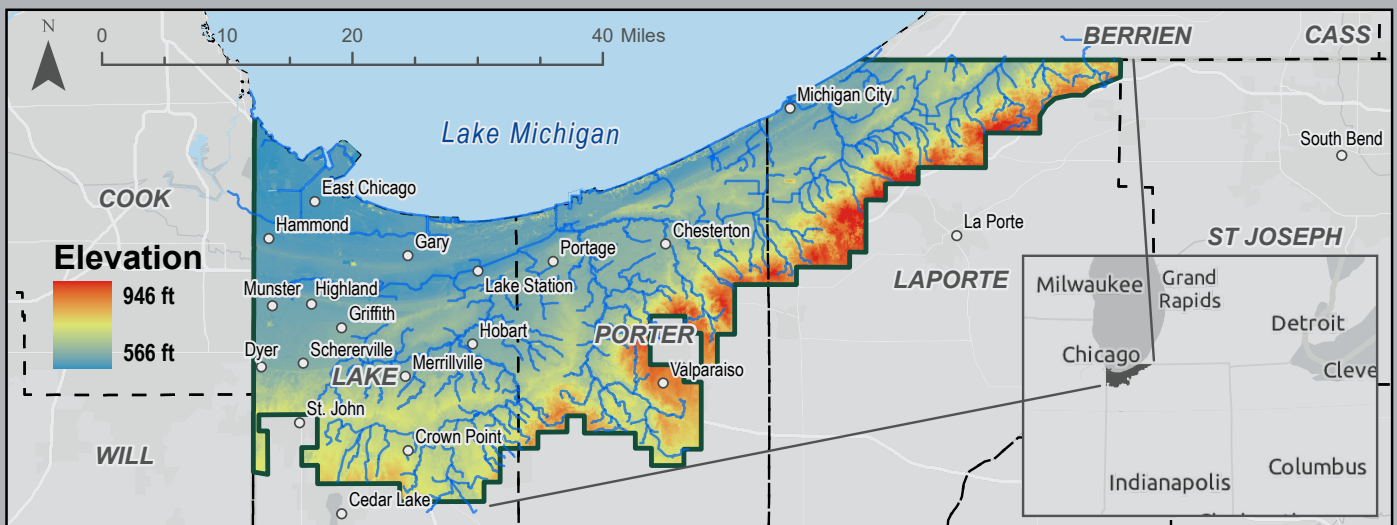 N
0
10
20
40 Miles
BERRIEN
CASS
Michigan City
Lake Michigan
South Bend
East Chicago
COOK
Hammond
La Porte
Chesterton
ST JOSEPH
Gary
Portage
Elevation
946 ft
566 ft
Lake Station
LAPORTE
Munster
Highland
Griffith
Hobart
PORTER
Dyer
Schererville
Merrillville
LAKE
Valparaiso
St. John
Crown Point
WILL
Cedar Lake
Milwaukee
Grand
Rapids
Detroit
Chicago
Cleve
Columbus
Indianapolis